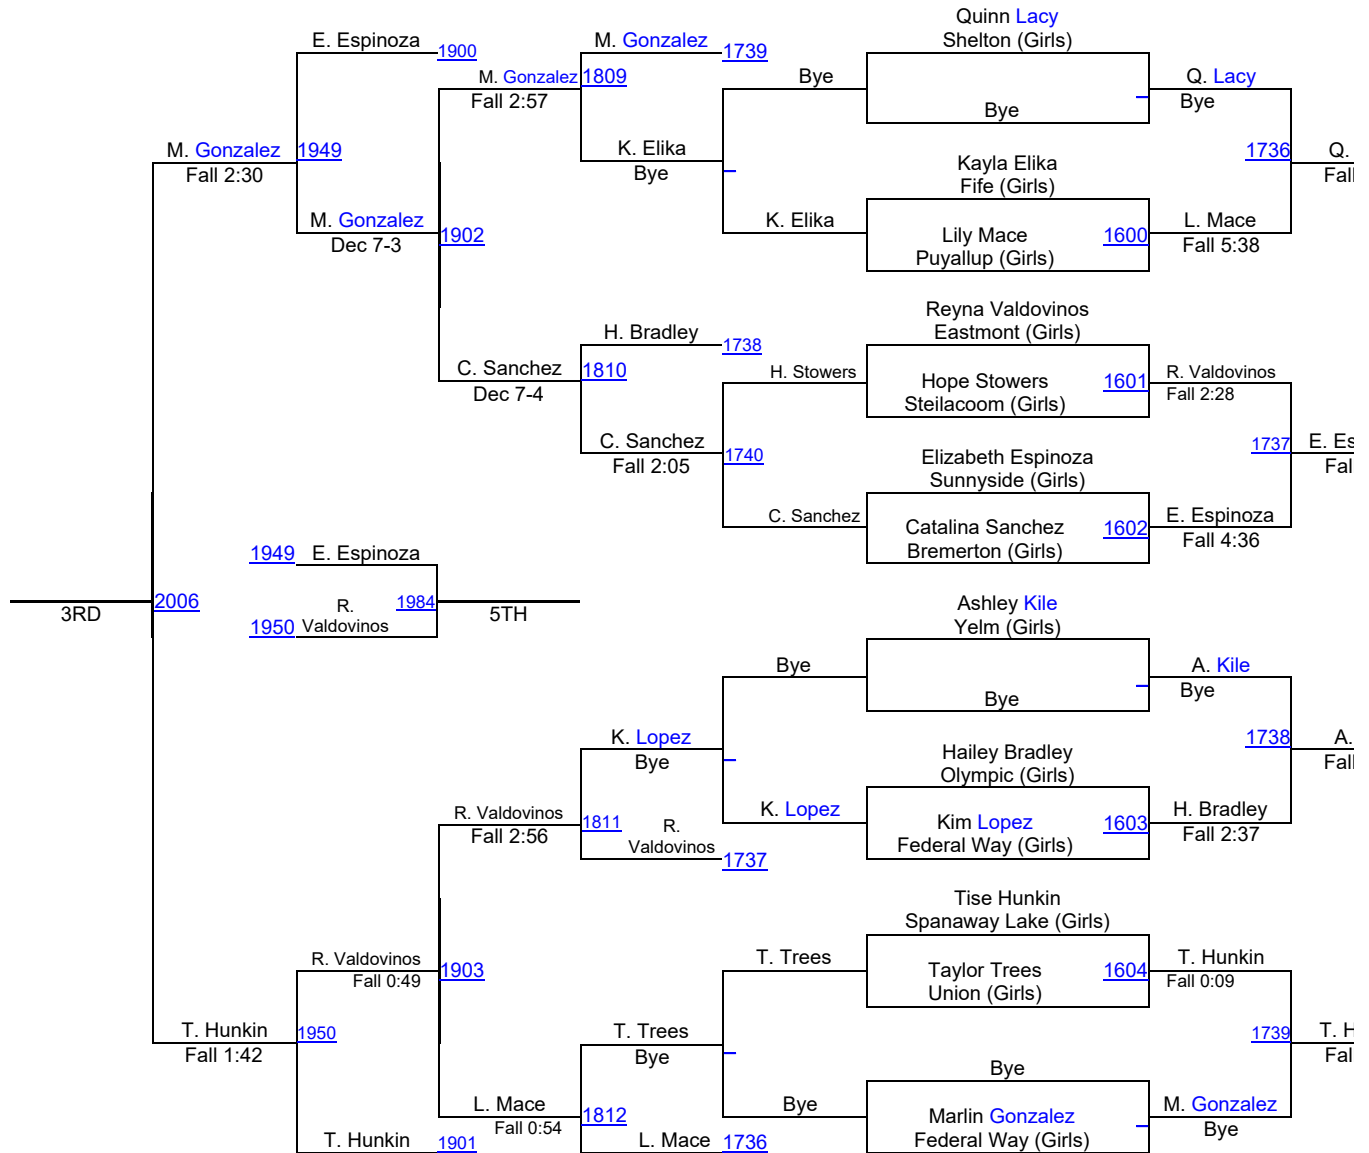 Quinn Lacy
Shelton (Girls)
E. Espinoza
1900
M. Gonzalez
1739
M. Gonzalez
1809
Fall 2:57
Bye
Bye
Q. Lacy
Bye
M. Gonzalez
1949
Fall 2:30
K. Elika
Bye
Kayla Elika
Fife (Girls)
1736
Q.
Fall
M. Gonzalez
1902
Dec 7-3
K. Elika
Lily Mace
Puyallup (Girls)
1600
L. Mace
Fall 5:38
Reyna Valdovinos
Eastmont (Girls)
H. Bradley
1738
C. Sanchez
1810
Dec 7-4
H. Stowers
Hope Stowers
Steilacoom (Girls)
1601
R. Valdovinos
Fall 2:28
C. Sanchez
1740
Fall 2:05
Elizabeth Espinoza
Sunnyside (Girls)
1737
E. Es
Fal
C. Sanchez
Catalina Sanchez
Bremerton (Girls)
1602
E. Espinoza
Fall 4:36
1949
E. Espinoza
3RD
2006
R.
Valdovinos
1950
1984
5TH
Ashley Kile
Yelm (Girls)
Bye
Bye
A. Kile
Bye
K. Lopez
Bye
Hailey Bradley
Olympic (Girls)
1738
A.
Fall
R. Valdovinos
1811
Fall 2:56
R.
Valdovinos
1737
K. Lopez
Kim Lopez
Federal Way (Girls)
1603
H. Bradley
Fall 2:37
Tise Hunkin
Spanaway Lake (Girls)
R. Valdovinos
1903
Fall 0:49
T. Trees
Taylor Trees
Union (Girls)
1604
T. Hunkin
Fall 0:09
T. Hunkin
1950
Fall 1:42
T. Trees
Bye
1739
T. H
Fal
Bye
L. Mace
1812
Fall 0:54
Bye
Marlin Gonzalez
Federal Way (Girls)
M. Gonzalez
Bye
T. Hunkin
1901
L. Mace
1736